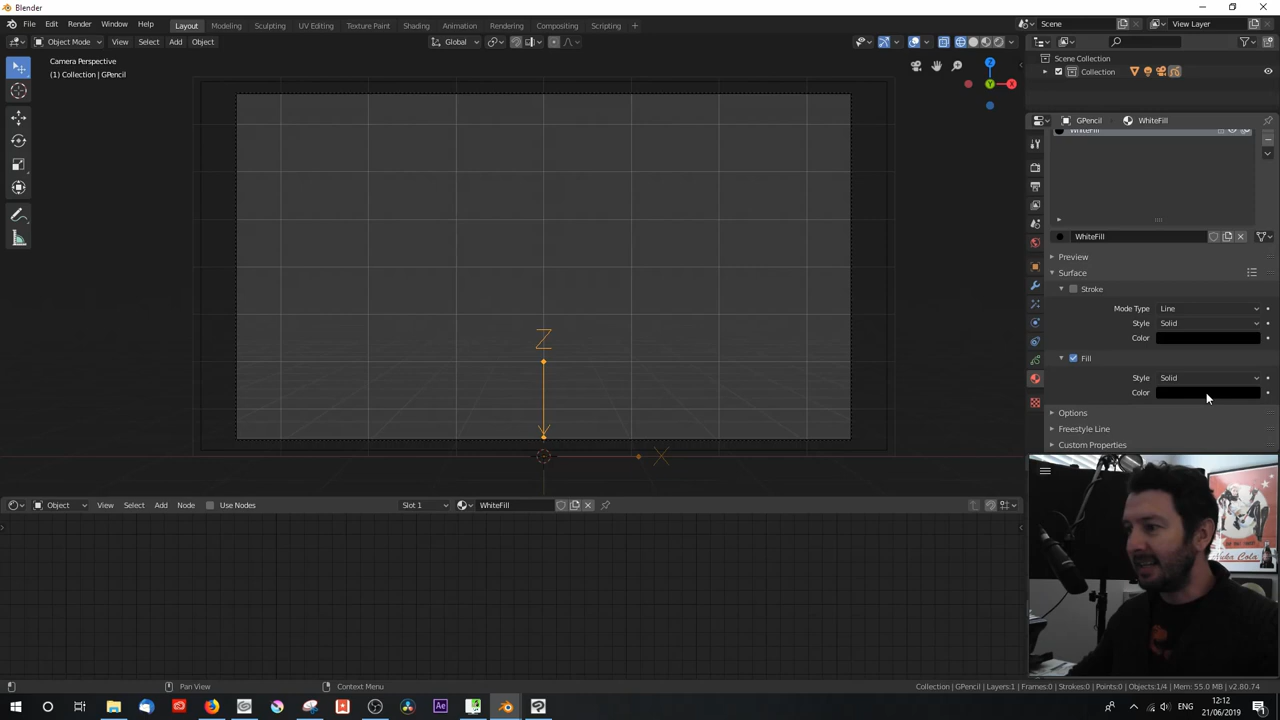 Blender
File Edit Render Window Help
Layout Modeling Sculpting UV Editing Texture Paint Shading Animation Rendering Compositing Scripting +
Scene View Layer
Object Mode View Select Add Object Global
Camera Perspective
(1) Collection | GPencil
Z
X
Z
X
Y
Scene Collection
Collection
GPencil WhiteFill
WhiteFill
WhiteFill
Preview
Surface
Stroke
Mode Type Line
Style Solid
Color
Fill
Style Solid
Color
Options
Freestyle Line
Custom Properties
Object View Select Add Node Use Nodes Slot 1 WhiteFill
Nuka Cola
Pan View Context Menu Collection | GPencil | Layers:1 | Frames:0 | Strokes:0 | Points:0 | Objects:1/4 | Mem: 55.0 MB | v2.80.74
Ae
ENG 12:12
21/06/2019